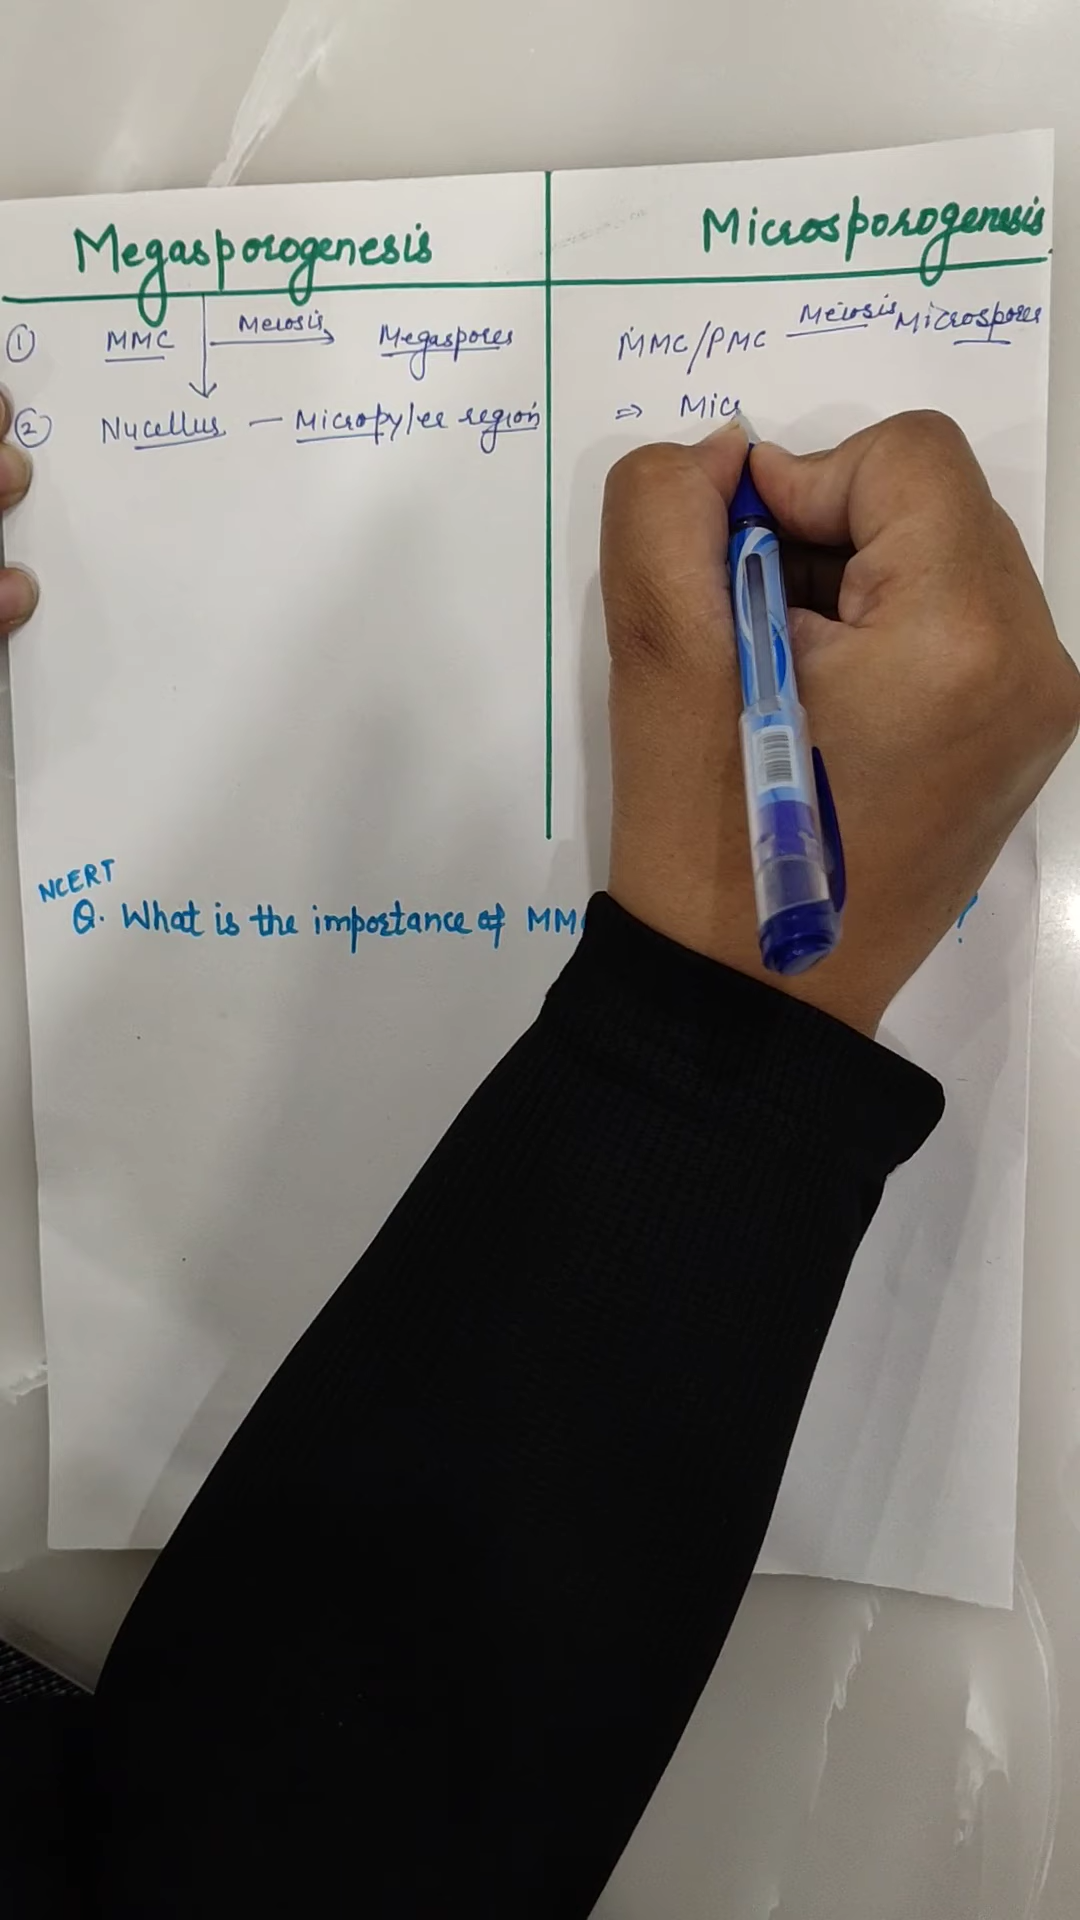 Megasporogenesis
Microsporogenesis
① MMC Meiosis Megaspores
MMC/PMC Meiosis Microspores
② Nucellus — Micropylar region
⇒ Mic
NCERT
Q. What is the importance of MM ?